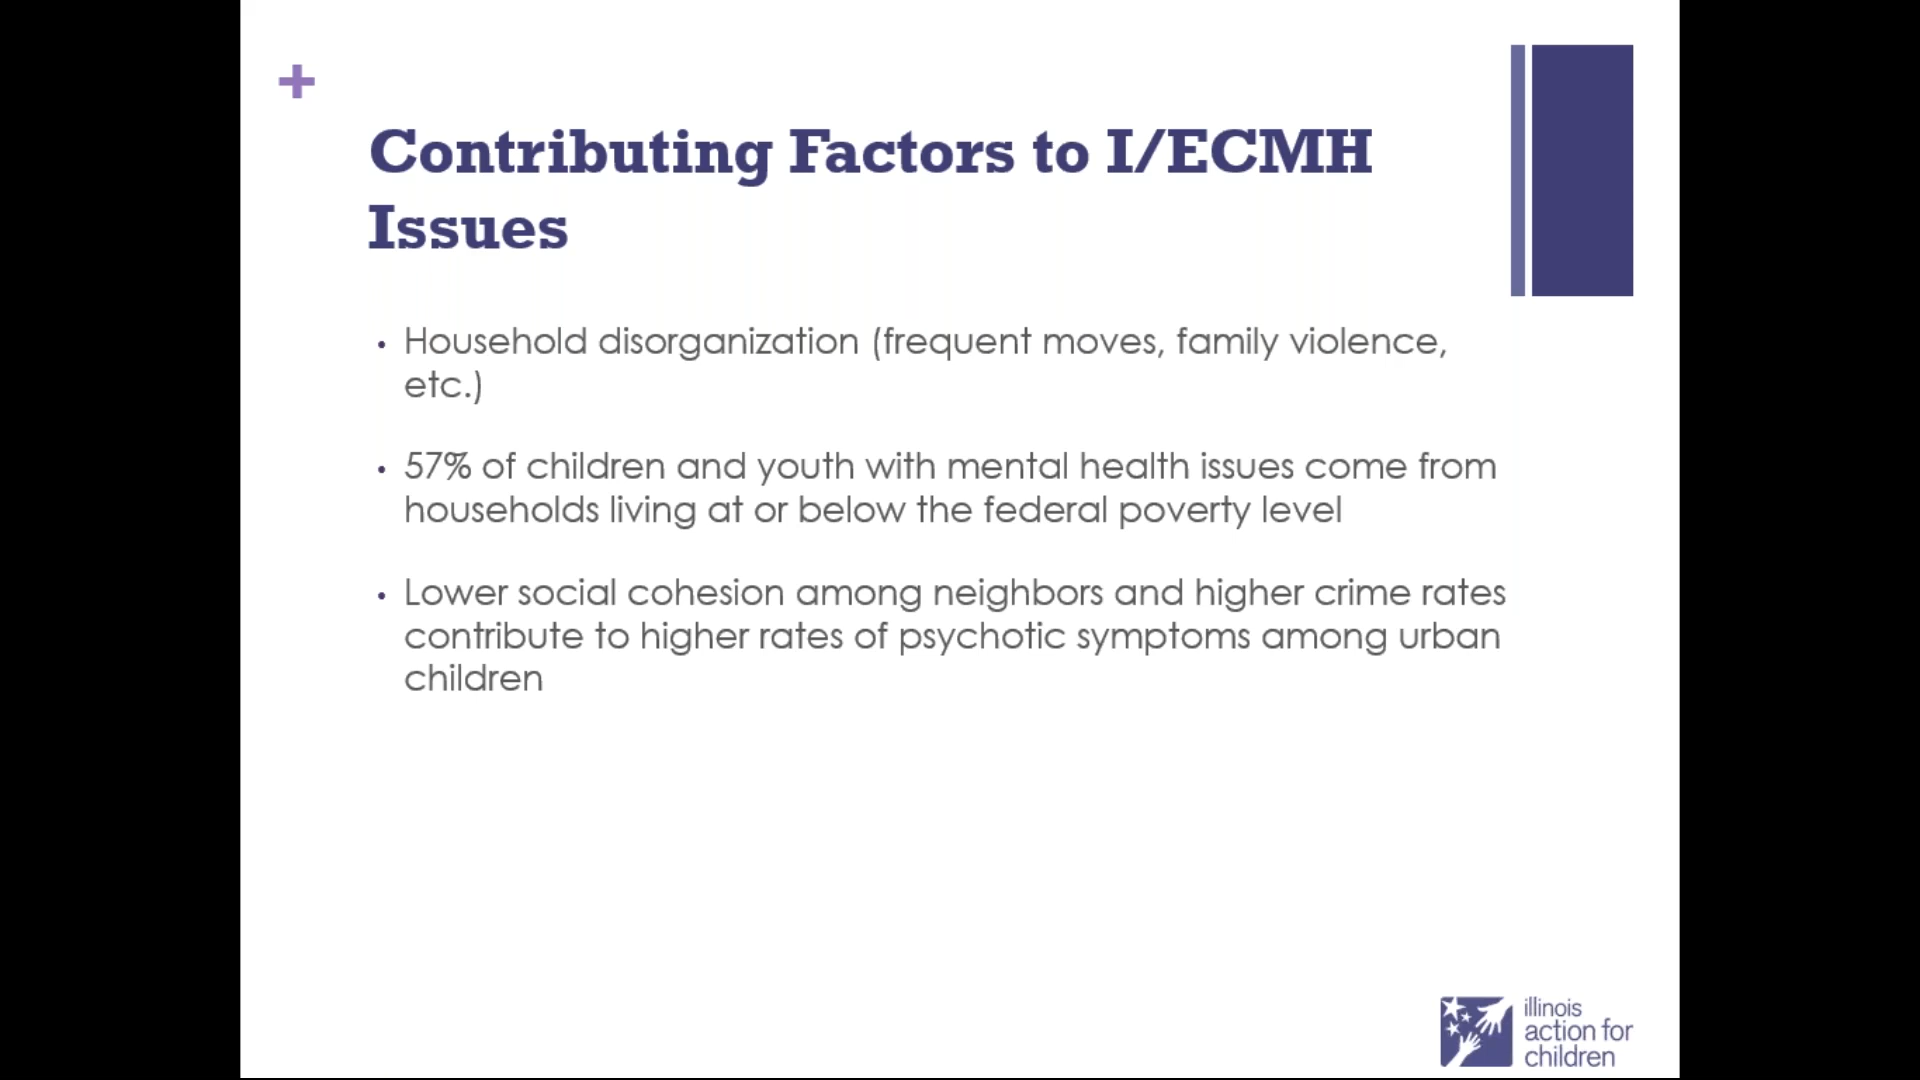 +
Contributing Factors to I/ECMH
Issues
• Household disorganization (frequent moves, family violence,
etc.)
• 57% of children and youth with mental health issues come from
households living at or below the federal poverty level
• Lower social cohesion among neighbors and higher crime rates
contribute to higher rates of psychotic symptoms among urban
children
illinois
action for
children